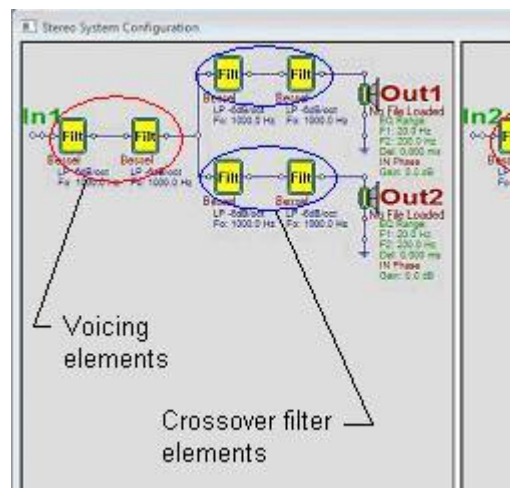 Stereo System Configuration
In1
Filt
Filt
Bessel
LP -6dB/oct
Fo: 1000.0 Hz
Bessel
LP -6dB/oct
Fo: 1000.0 Hz
Filt
Filt
Bessel
LP -6dB/oct
Fo: 1000.0 Hz
Bessel
LP -6dB/oct
Fo: 1000.0 Hz
Out1
No File Loaded
EQ Range:
F1: 20.0 Hz
F2: 200.0 Hz
Del: 0.000 ms
IN Phase
Gain: 0.0 dB
Filt
Filt
Bessel
LP -6dB/oct
Fo: 1000.0 Hz
Bessel
LP -6dB/oct
Fo: 1000.0 Hz
Out2
No File Loaded
EQ Range:
F1: 20.0 Hz
F2: 200.0 Hz
Del: 0.000 ms
IN Phase
Gain: 0.0 dB
In2
Voicing
elements
Crossover filter
elements